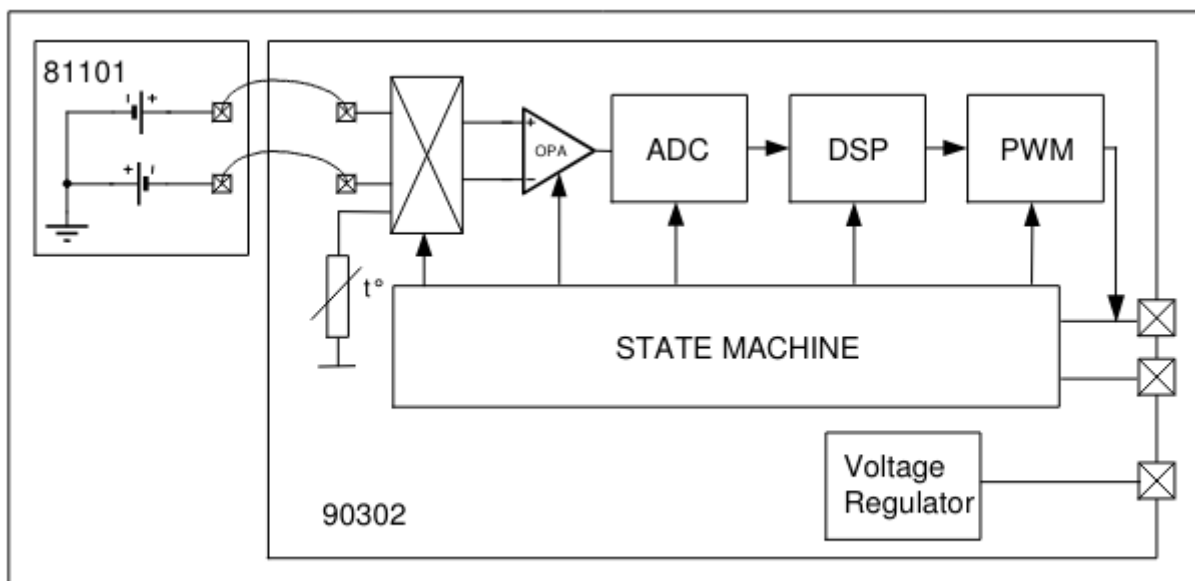 81101
- +
+ -
+
OPA
-
ADC
DSP
PWM
t°
STATE MACHINE
Voltage
Regulator
90302